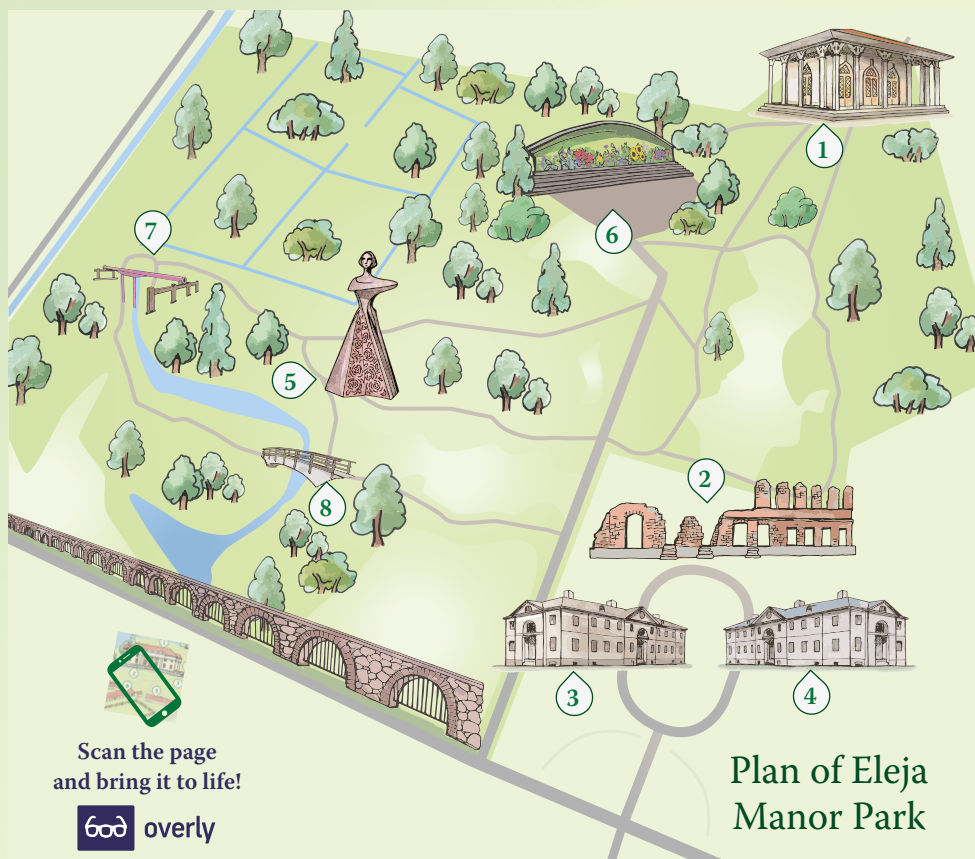 1
7
6
5
2
8
3
4
Scan the page
and bring it to life!
overly
Plan of Eleja
Manor Park